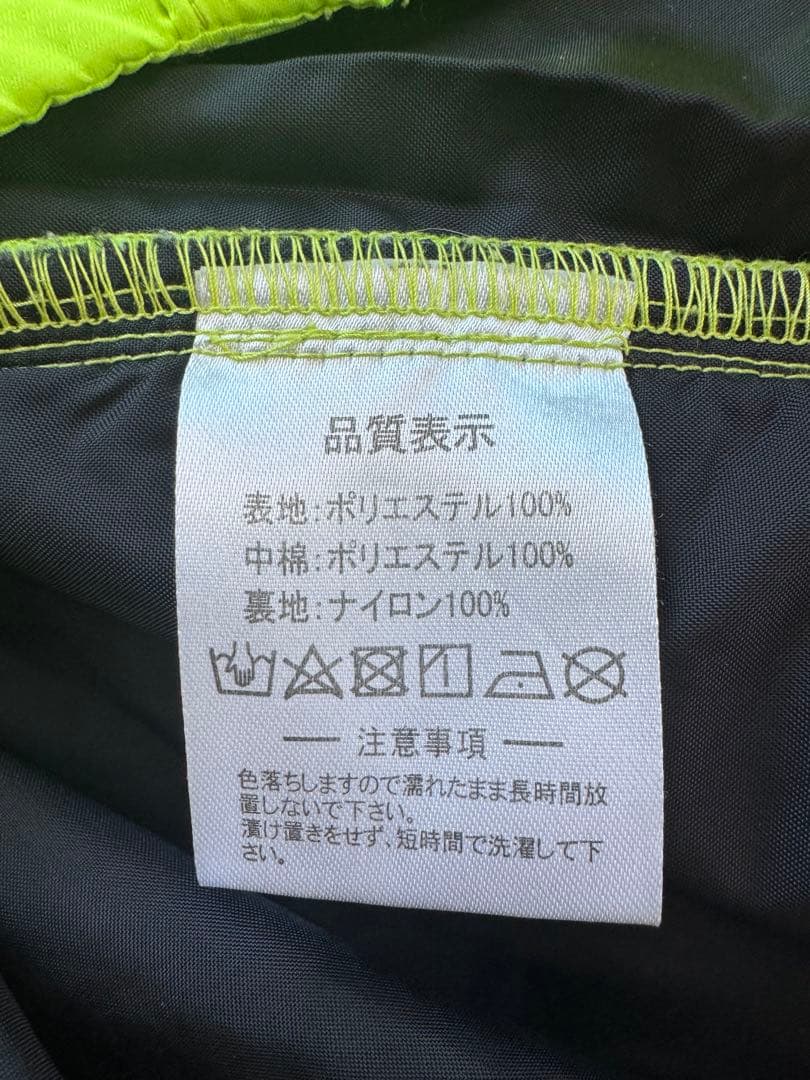 品質表示
表地:ポリエステル100%
中棉:ポリエステル100%
裏地:ナイロン100%
注意事項
色落ちしますので濡れたまま長時間放
置しないで下さい。
漬け置きをせず、短時間で洗濯して下
さい。